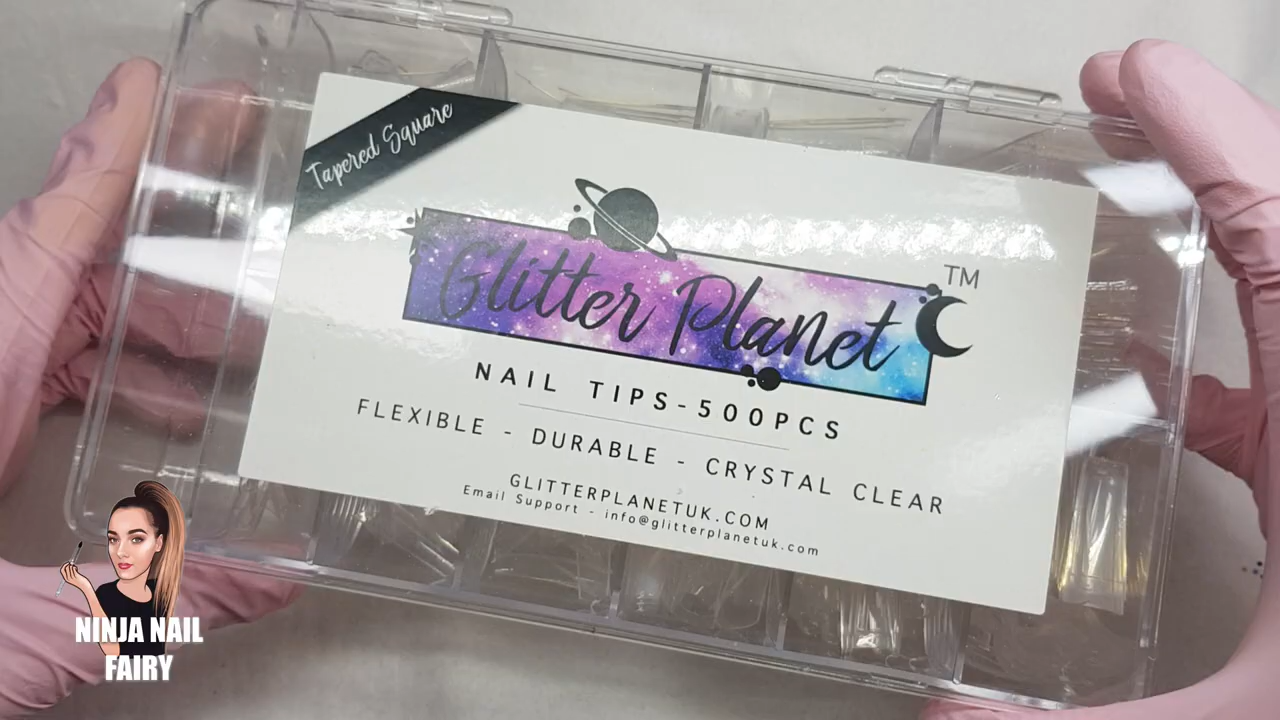 Tapered Square
Glitter Planet
TM
NAIL TIPS-500PCS
FLEXIBLE - DURABLE - CRYSTAL CLEAR
GLITTERPLANETUK.COM
Email Support - info@glitterplanetuk.com
NINJA NAIL
FAIRY